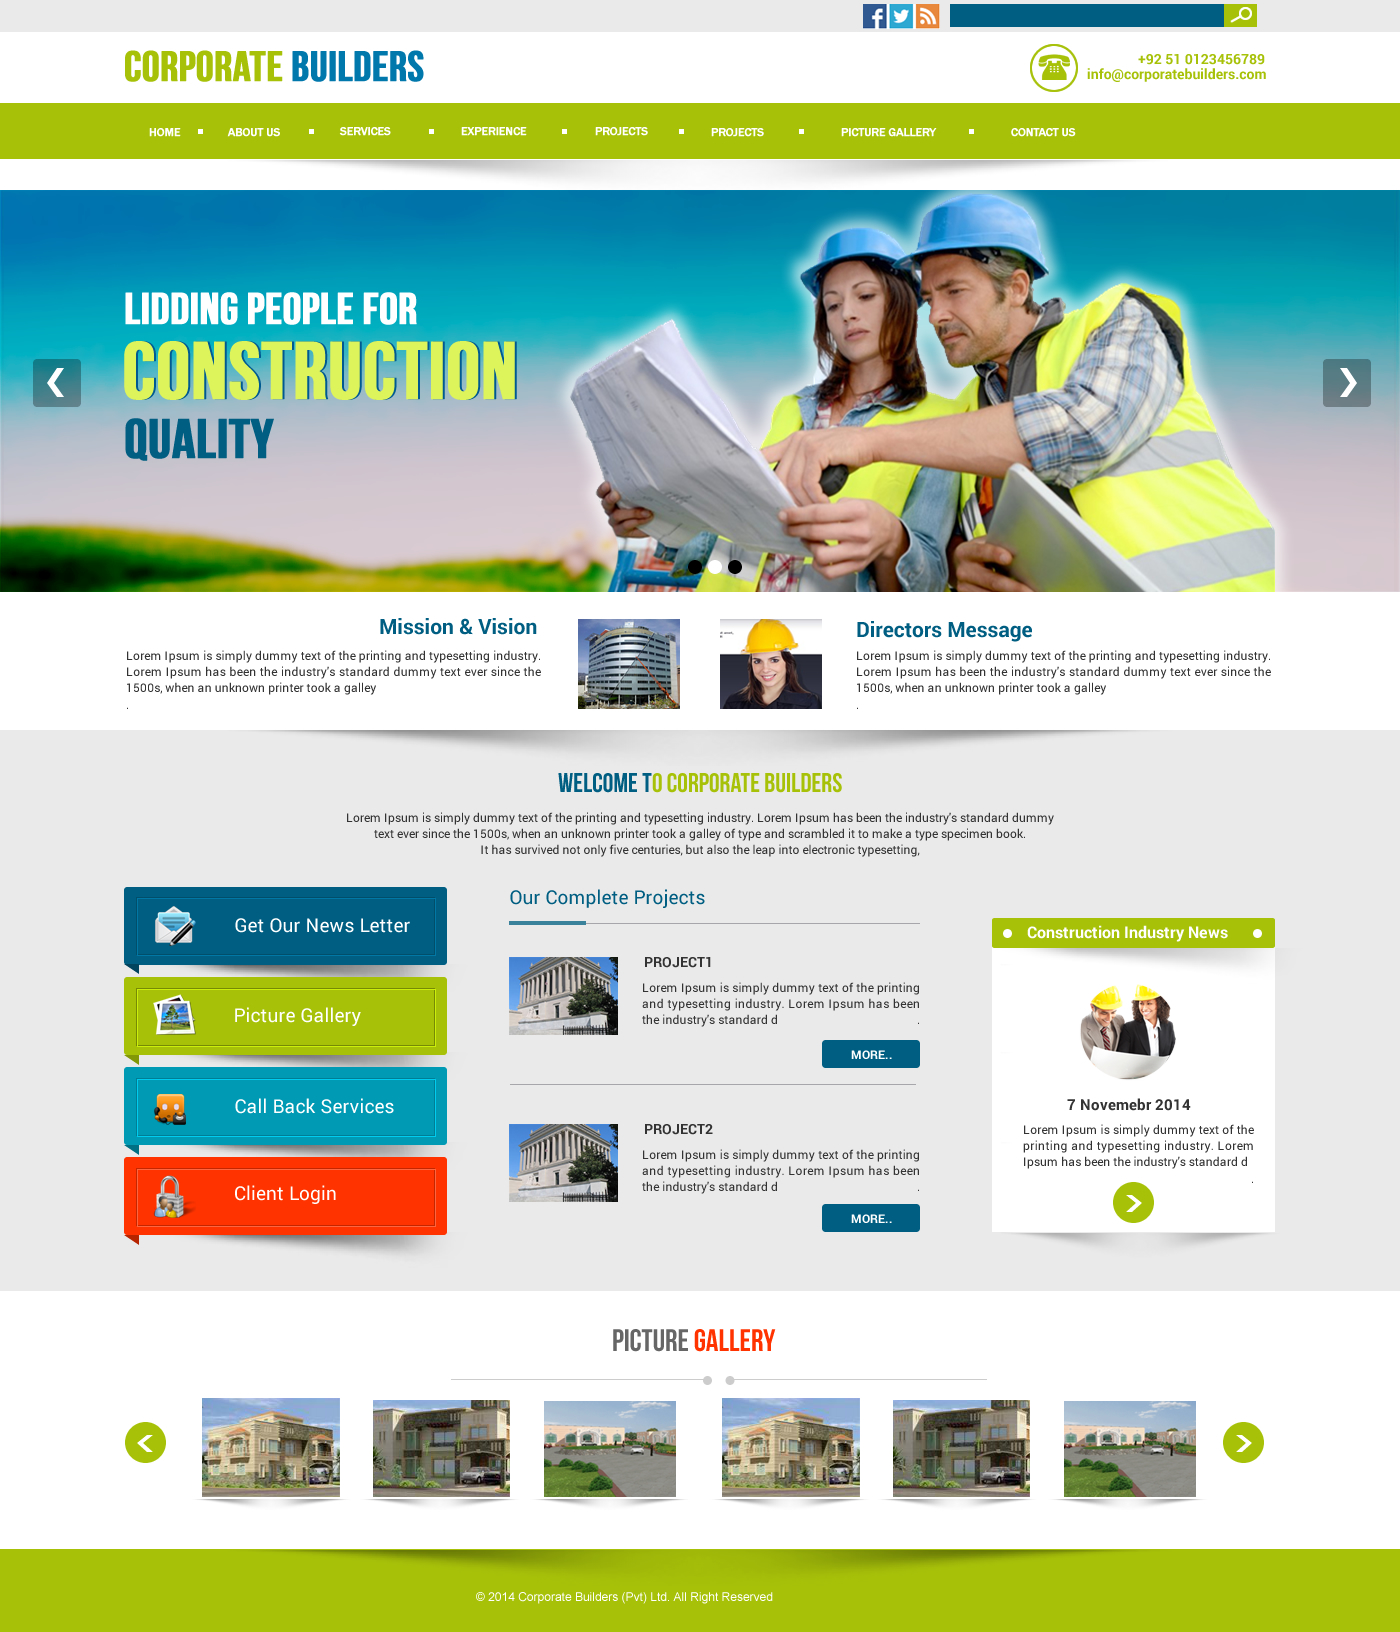 CORPORATE BUILDERS
+92 51 0123456789
info@corporatebuilders.com
HOME ABOUT US SERVICES EXPERIENCE PROJECTS PROJECTS PICTURE GALLERY CONTACT US
LIDDING PEOPLE FOR
CONSTRUCTION
QUALITY
Mission & Vision
Lorem Ipsum is simply dummy text of the printing and typesetting industry.
Lorem Ipsum has been the industry's standard dummy text ever since the
1500s, when an unknown printer took a galley
.
Directors Message
Lorem Ipsum is simply dummy text of the printing and typesetting industry.
Lorem Ipsum has been the industry's standard dummy text ever since the
1500s, when an unknown printer took a galley
.
WELCOME TO CORPORATE BUILDERS
Lorem Ipsum is simply dummy text of the printing and typesetting industry. Lorem Ipsum has been the industry's standard dummy
text ever since the 1500s, when an unknown printer took a galley of type and scrambled it to make a type specimen book.
It has survived not only five centuries, but also the leap into electronic typesetting,
Get Our News Letter
Picture Gallery
Call Back Services
Client Login
Our Complete Projects
PROJECT1
Lorem Ipsum is simply dummy text of the printing
and typesetting industry. Lorem Ipsum has been
the industry's standard d .
MORE..
PROJECT2
Lorem Ipsum is simply dummy text of the printing
and typesetting industry. Lorem Ipsum has been
the industry's standard d .
MORE..
Construction Industry News
7 Novemebr 2014
Lorem Ipsum is simply dummy text of the
printing and typesetting industry. Lorem
Ipsum has been the industry's standard d
.
PICTURE GALLERY
© 2014 Corporate Builders (Pvt) Ltd. All Right Reserved